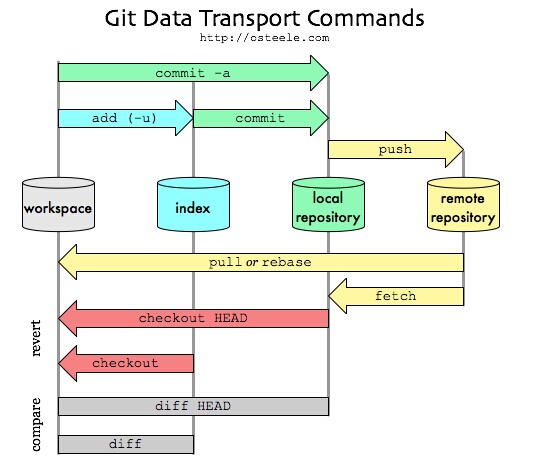 Git Data Transport Commands
http://osteele.com
commit -a
add (-u)
commit
push
workspace
index
local
repository
remote
repository
pull or rebase
fetch
revert
checkout HEAD
checkout
compare
diff HEAD
diff